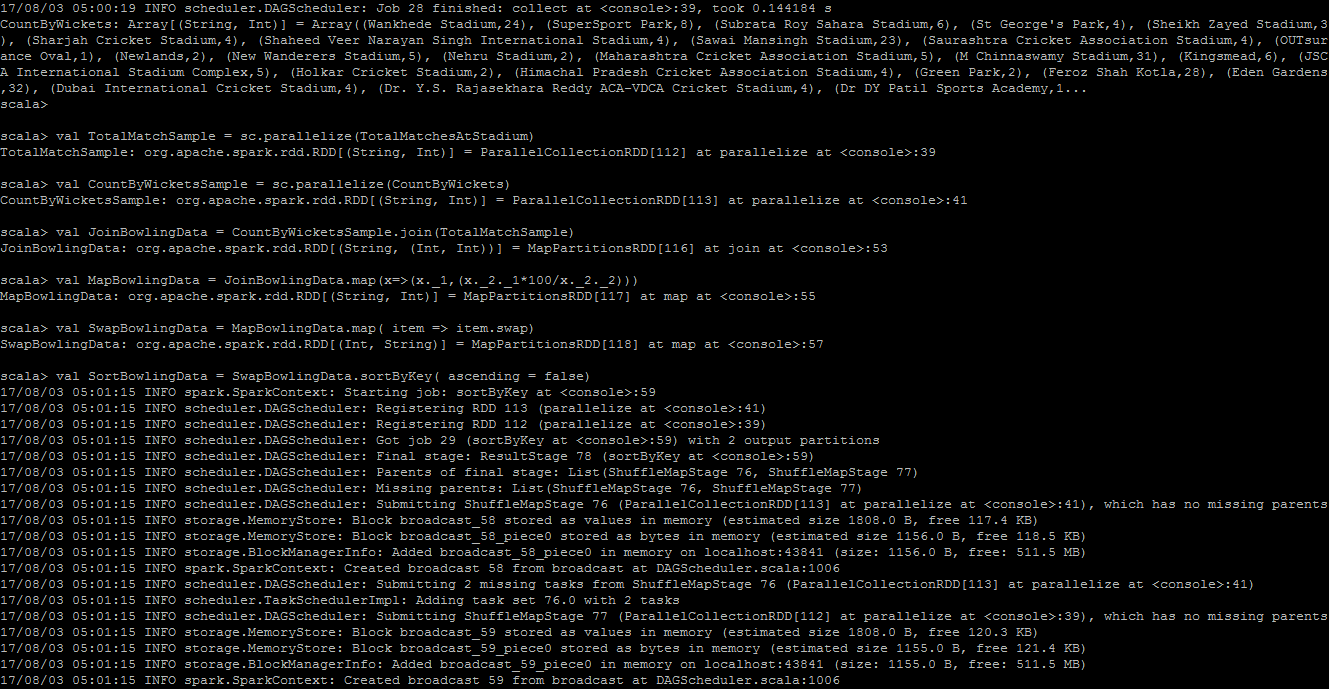 17/08/03 05:00:19 INFO scheduler.DAGScheduler: Job 28 finished: collect at <console>:39, took 0.144184 s
CountByWickets: Array[(String, Int)] = Array((Wankhede Stadium,24), (SuperSport Park,8), (Subrata Roy Sahara Stadium,6), (St George's Park,4), (Sheikh Zayed Stadium,3
), (Sharjah Cricket Stadium,4), (Shaheed Veer Narayan Singh International Stadium,4), (Sawai Mansingh Stadium,23), (Saurashtra Cricket Association Stadium,4), (OUTsur
ance Oval,1), (Newlands,2), (New Wanderers Stadium,5), (Nehru Stadium,2), (Maharashtra Cricket Association Stadium,5), (M Chinnaswamy Stadium,31), (Kingsmead,6), (JSC
A International Stadium Complex,5), (Holkar Cricket Stadium,2), (Himachal Pradesh Cricket Association Stadium,4), (Green Park,2), (Feroz Shah Kotla,28), (Eden Gardens
,32), (Dubai International Cricket Stadium,4), (Dr. Y.S. Rajasekhara Reddy ACA-VDCA Cricket Stadium,4), (Dr DY Patil Sports Academy,1...
scala>
scala> val TotalMatchSample = sc.parallelize(TotalMatchesAtStadium)
TotalMatchSample: org.apache.spark.rdd.RDD[(String, Int)] = ParallelCollectionRDD[112] at parallelize at <console>:39
scala> val CountByWicketsSample = sc.parallelize(CountByWickets)
CountByWicketsSample: org.apache.spark.rdd.RDD[(String, Int)] = ParallelCollectionRDD[113] at parallelize at <console>:41
scala> val JoinBowlingData = CountByWicketsSample.join(TotalMatchSample)
JoinBowlingData: org.apache.spark.rdd.RDD[(String, (Int, Int))] = MapPartitionsRDD[116] at join at <console>:53
scala> val MapBowlingData = JoinBowlingData.map(x=>(x._1,(x._2._1*100/x._2._2)))
MapBowlingData: org.apache.spark.rdd.RDD[(String, Int)] = MapPartitionsRDD[117] at map at <console>:55
scala> val SwapBowlingData = MapBowlingData.map( item => item.swap)
SwapBowlingData: org.apache.spark.rdd.RDD[(Int, String)] = MapPartitionsRDD[118] at map at <console>:57
scala> val SortBowlingData = SwapBowlingData.sortByKey( ascending = false)
17/08/03 05:01:15 INFO spark.SparkContext: Starting job: sortByKey at <console>:59
17/08/03 05:01:15 INFO scheduler.DAGScheduler: Registering RDD 113 (parallelize at <console>:41)
17/08/03 05:01:15 INFO scheduler.DAGScheduler: Registering RDD 112 (parallelize at <console>:39)
17/08/03 05:01:15 INFO scheduler.DAGScheduler: Got job 29 (sortByKey at <console>:59) with 2 output partitions
17/08/03 05:01:15 INFO scheduler.DAGScheduler: Final stage: ResultStage 78 (sortByKey at <console>:59)
17/08/03 05:01:15 INFO scheduler.DAGScheduler: Parents of final stage: List(ShuffleMapStage 76, ShuffleMapStage 77)
17/08/03 05:01:15 INFO scheduler.DAGScheduler: Missing parents: List(ShuffleMapStage 76, ShuffleMapStage 77)
17/08/03 05:01:15 INFO scheduler.DAGScheduler: Submitting ShuffleMapStage 76 (ParallelCollectionRDD[113] at parallelize at <console>:41), which has no missing parents
17/08/03 05:01:15 INFO storage.MemoryStore: Block broadcast_58 stored as values in memory (estimated size 1808.0 B, free 117.4 KB)
17/08/03 05:01:15 INFO storage.MemoryStore: Block broadcast_58_piece0 stored as bytes in memory (estimated size 1156.0 B, free 118.5 KB)
17/08/03 05:01:15 INFO storage.BlockManagerInfo: Added broadcast_58_piece0 in memory on localhost:43841 (size: 1156.0 B, free: 511.5 MB)
17/08/03 05:01:15 INFO spark.SparkContext: Created broadcast 58 from broadcast at DAGScheduler.scala:1006
17/08/03 05:01:15 INFO scheduler.DAGScheduler: Submitting 2 missing tasks from ShuffleMapStage 76 (ParallelCollectionRDD[113] at parallelize at <console>:41)
17/08/03 05:01:15 INFO scheduler.TaskSchedulerImpl: Adding task set 76.0 with 2 tasks
17/08/03 05:01:15 INFO scheduler.DAGScheduler: Submitting ShuffleMapStage 77 (ParallelCollectionRDD[112] at parallelize at <console>:39), which has no missing parents
17/08/03 05:01:15 INFO storage.MemoryStore: Block broadcast_59 stored as values in memory (estimated size 1808.0 B, free 120.3 KB)
17/08/03 05:01:15 INFO storage.MemoryStore: Block broadcast_59_piece0 stored as bytes in memory (estimated size 1155.0 B, free 121.4 KB)
17/08/03 05:01:15 INFO storage.BlockManagerInfo: Added broadcast_59_piece0 in memory on localhost:43841 (size: 1155.0 B, free: 511.5 MB)
17/08/03 05:01:15 INFO spark.SparkContext: Created broadcast 59 from broadcast at DAGScheduler.scala:1006